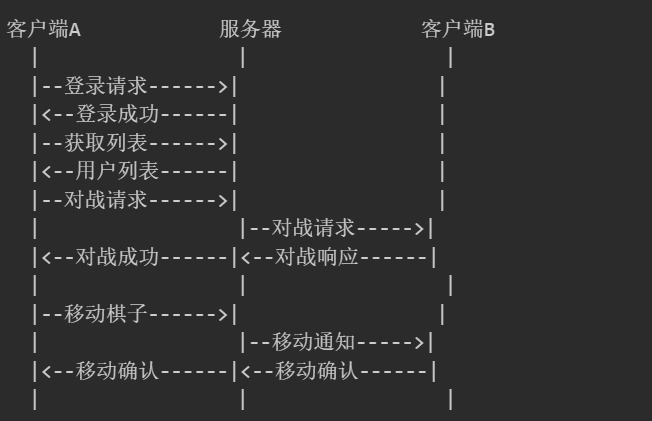 客户端A              服务器              客户端B
  |                    |                    |
  |--登录请求------>|                    |
  |<--登录成功------|                    |
  |--获取列表------>|                    |
  |<--用户列表------|                    |
  |--对战请求------>|                    |
  |                    |--对战请求----->|
  |<--对战成功------|<--对战响应------|
  |                    |                    |
  |--移动棋子------>|                    |
  |                    |--移动通知----->|
  |<--移动确认------|<--移动确认------|
  |                    |                    |